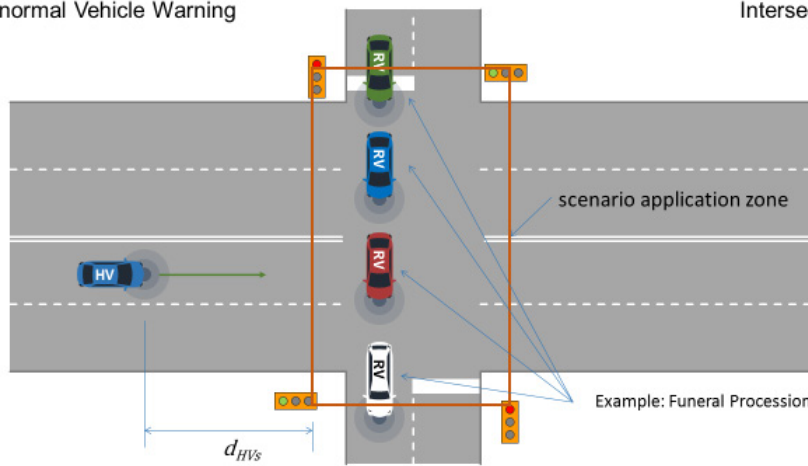 normal Vehicle Warning
Interse
RV
RV
scenario application zone
HV
RV
RV
Example: Funeral Procession
dHVs